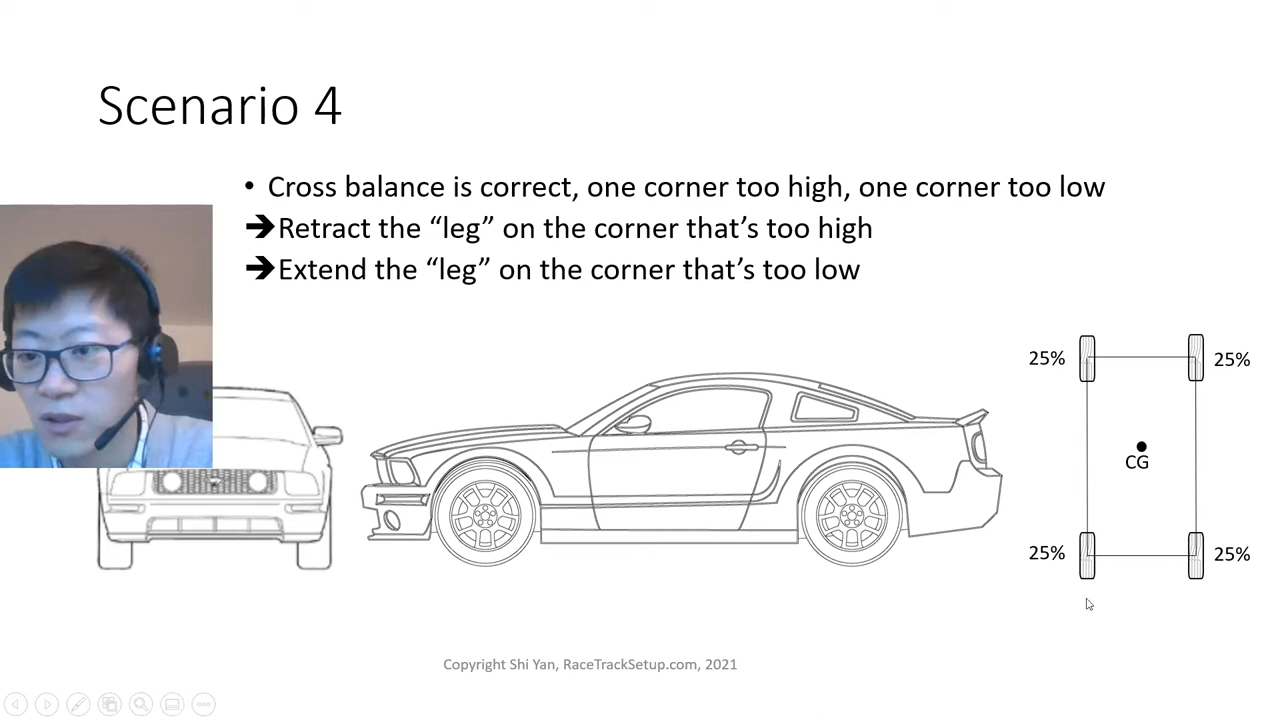 Scenario 4
• Cross balance is correct, one corner too high, one corner too low
➔Retract the “leg” on the corner that’s too high
➔Extend the “leg” on the corner that’s too low
25% 25%
CG
25% 25%
Copyright Shi Yan, RaceTrackSetup.com, 2021